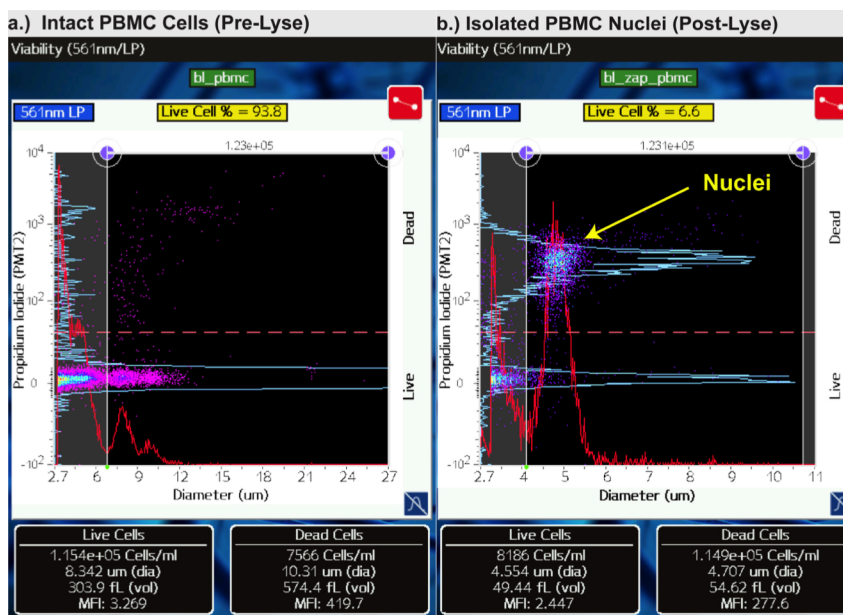 a.) Intact PBMC Cells (Pre-Lyse)
Viability (561nm/LP)
bl_pbmc
561nm LP
Live Cell % = 93.8
1.23e+05
10^4
10^3
10^2
0
-10^2
Propidium Iodide (PMT2)
Dead
Live
2.7 6 9 12 15 18 21 24 27
Diameter (um)
Live Cells
1.154e+05 Cells/ml
8.342 um (dia)
303.9 fL (vol)
MFI: 3.269
Dead Cells
7566 Cells/ml
10.31 um (dia)
574.4 fL (vol)
MFI: 419.7
b.) Isolated PBMC Nuclei (Post-Lyse)
Viability (561nm/LP)
bl_zap_pbmc
561nm LP
Live Cell % = 6.6
1.231e+05
Nuclei
10^4
10^3
10^2
0
-10^2
Propidium Iodide (PMT2)
Dead
Live
2.7 4 5 6 7 8 9 10 11
Diameter (um)
Live Cells
8186 Cells/ml
4.554 um (dia)
49.44 fL (vol)
MFI: 2.447
Dead Cells
1.149e+05 Cells/ml
4.707 um (dia)
54.62 fL (vol)
MFI: 277.6